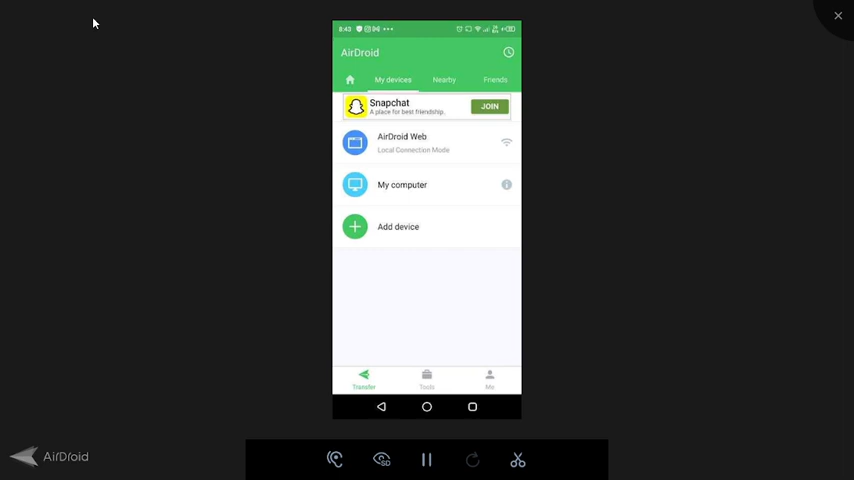 8:43
AirDroid
My devices
Nearby
Friends
Snapchat
A place for best friendship.
JOIN
AirDroid Web
Local Connection Mode
My computer
Add device
Transfer
Tools
Me
AirDroid
SD